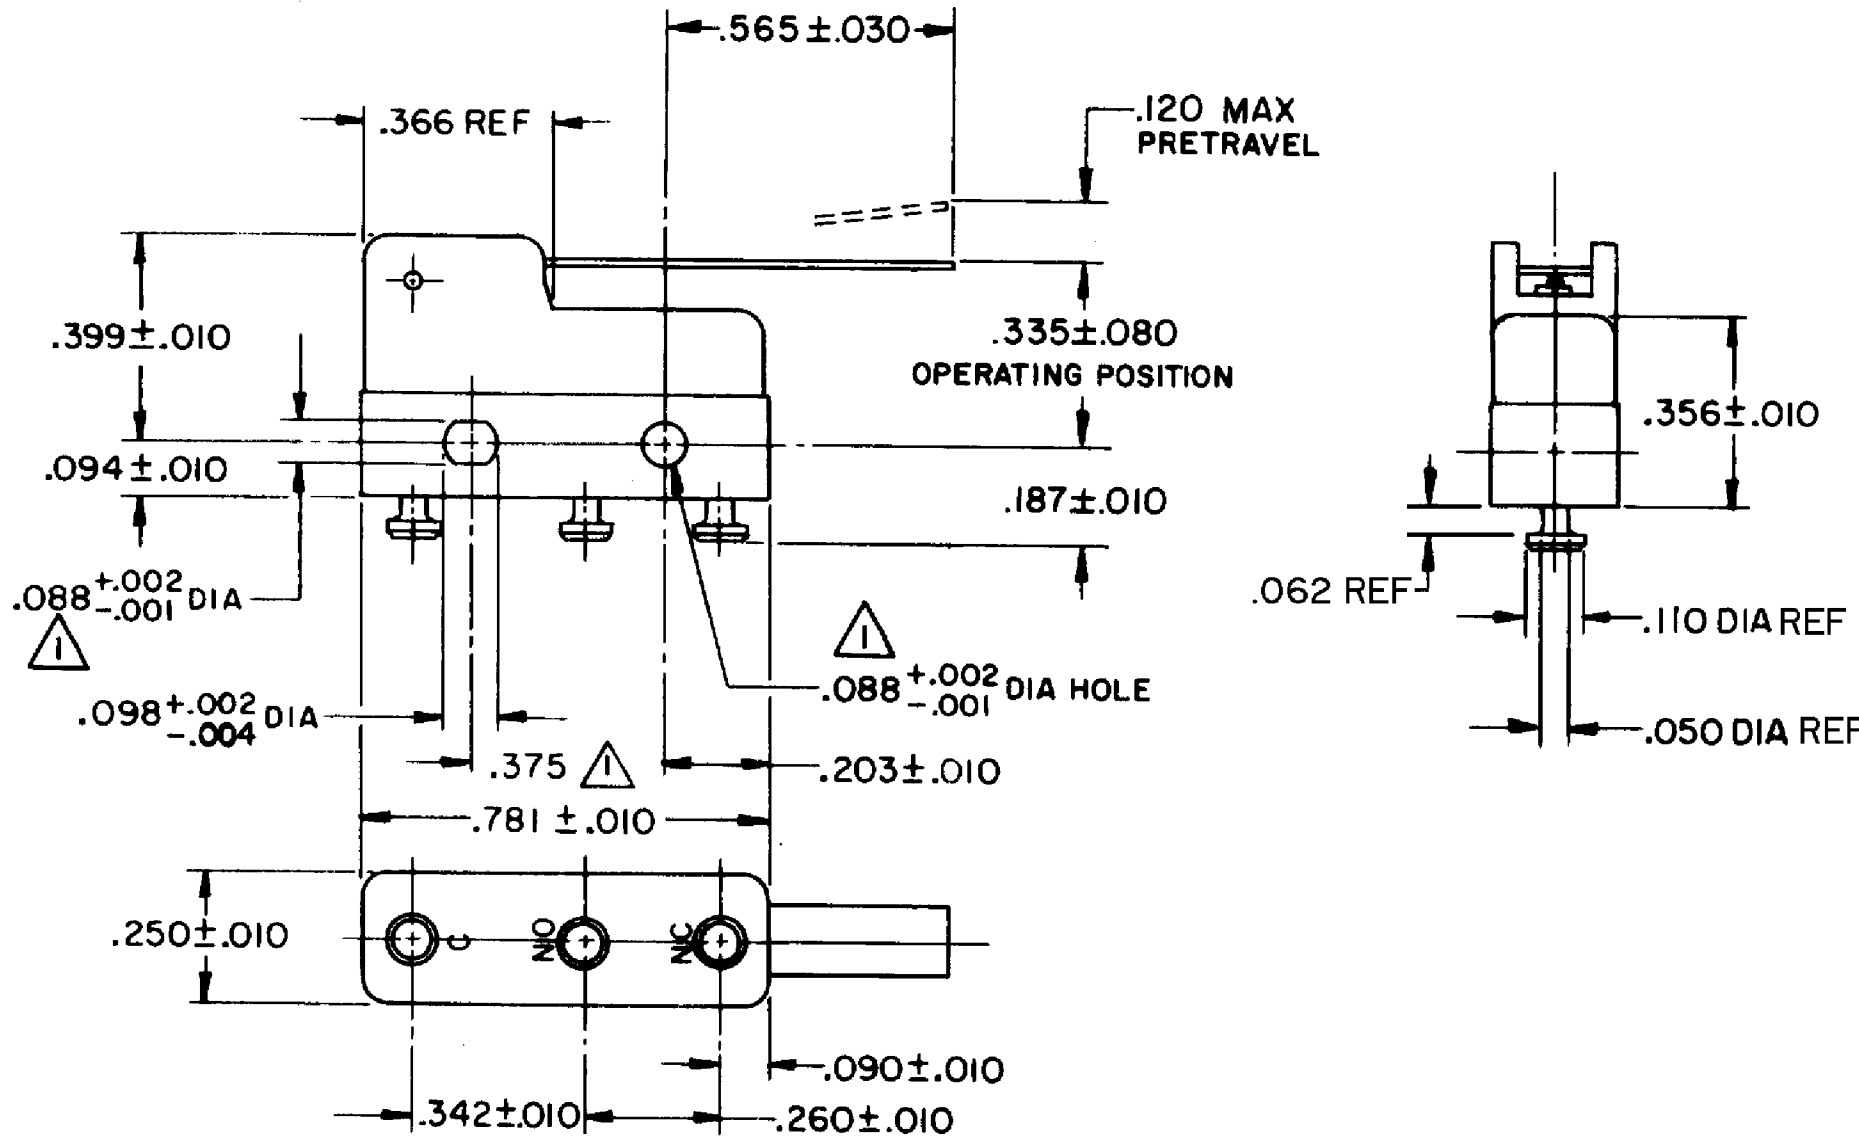 .565±.030
.366 REF
.120 MAX
PRETRAVEL
.399±.010
.335±.080
OPERATING POSITION
.356±.010
.094±.010
.187±.010
.088 +.002 -.001 DIA
1
.062 REF
.110 DIA REF
1
.088 +.002 -.001 DIA HOLE
.098 +.002 -.004 DIA
.050 DIA REF
.375 1
.203±.010
.781±.010
.250±.010
C
NO
NC
.090±.010
.342±.010
.260±.010